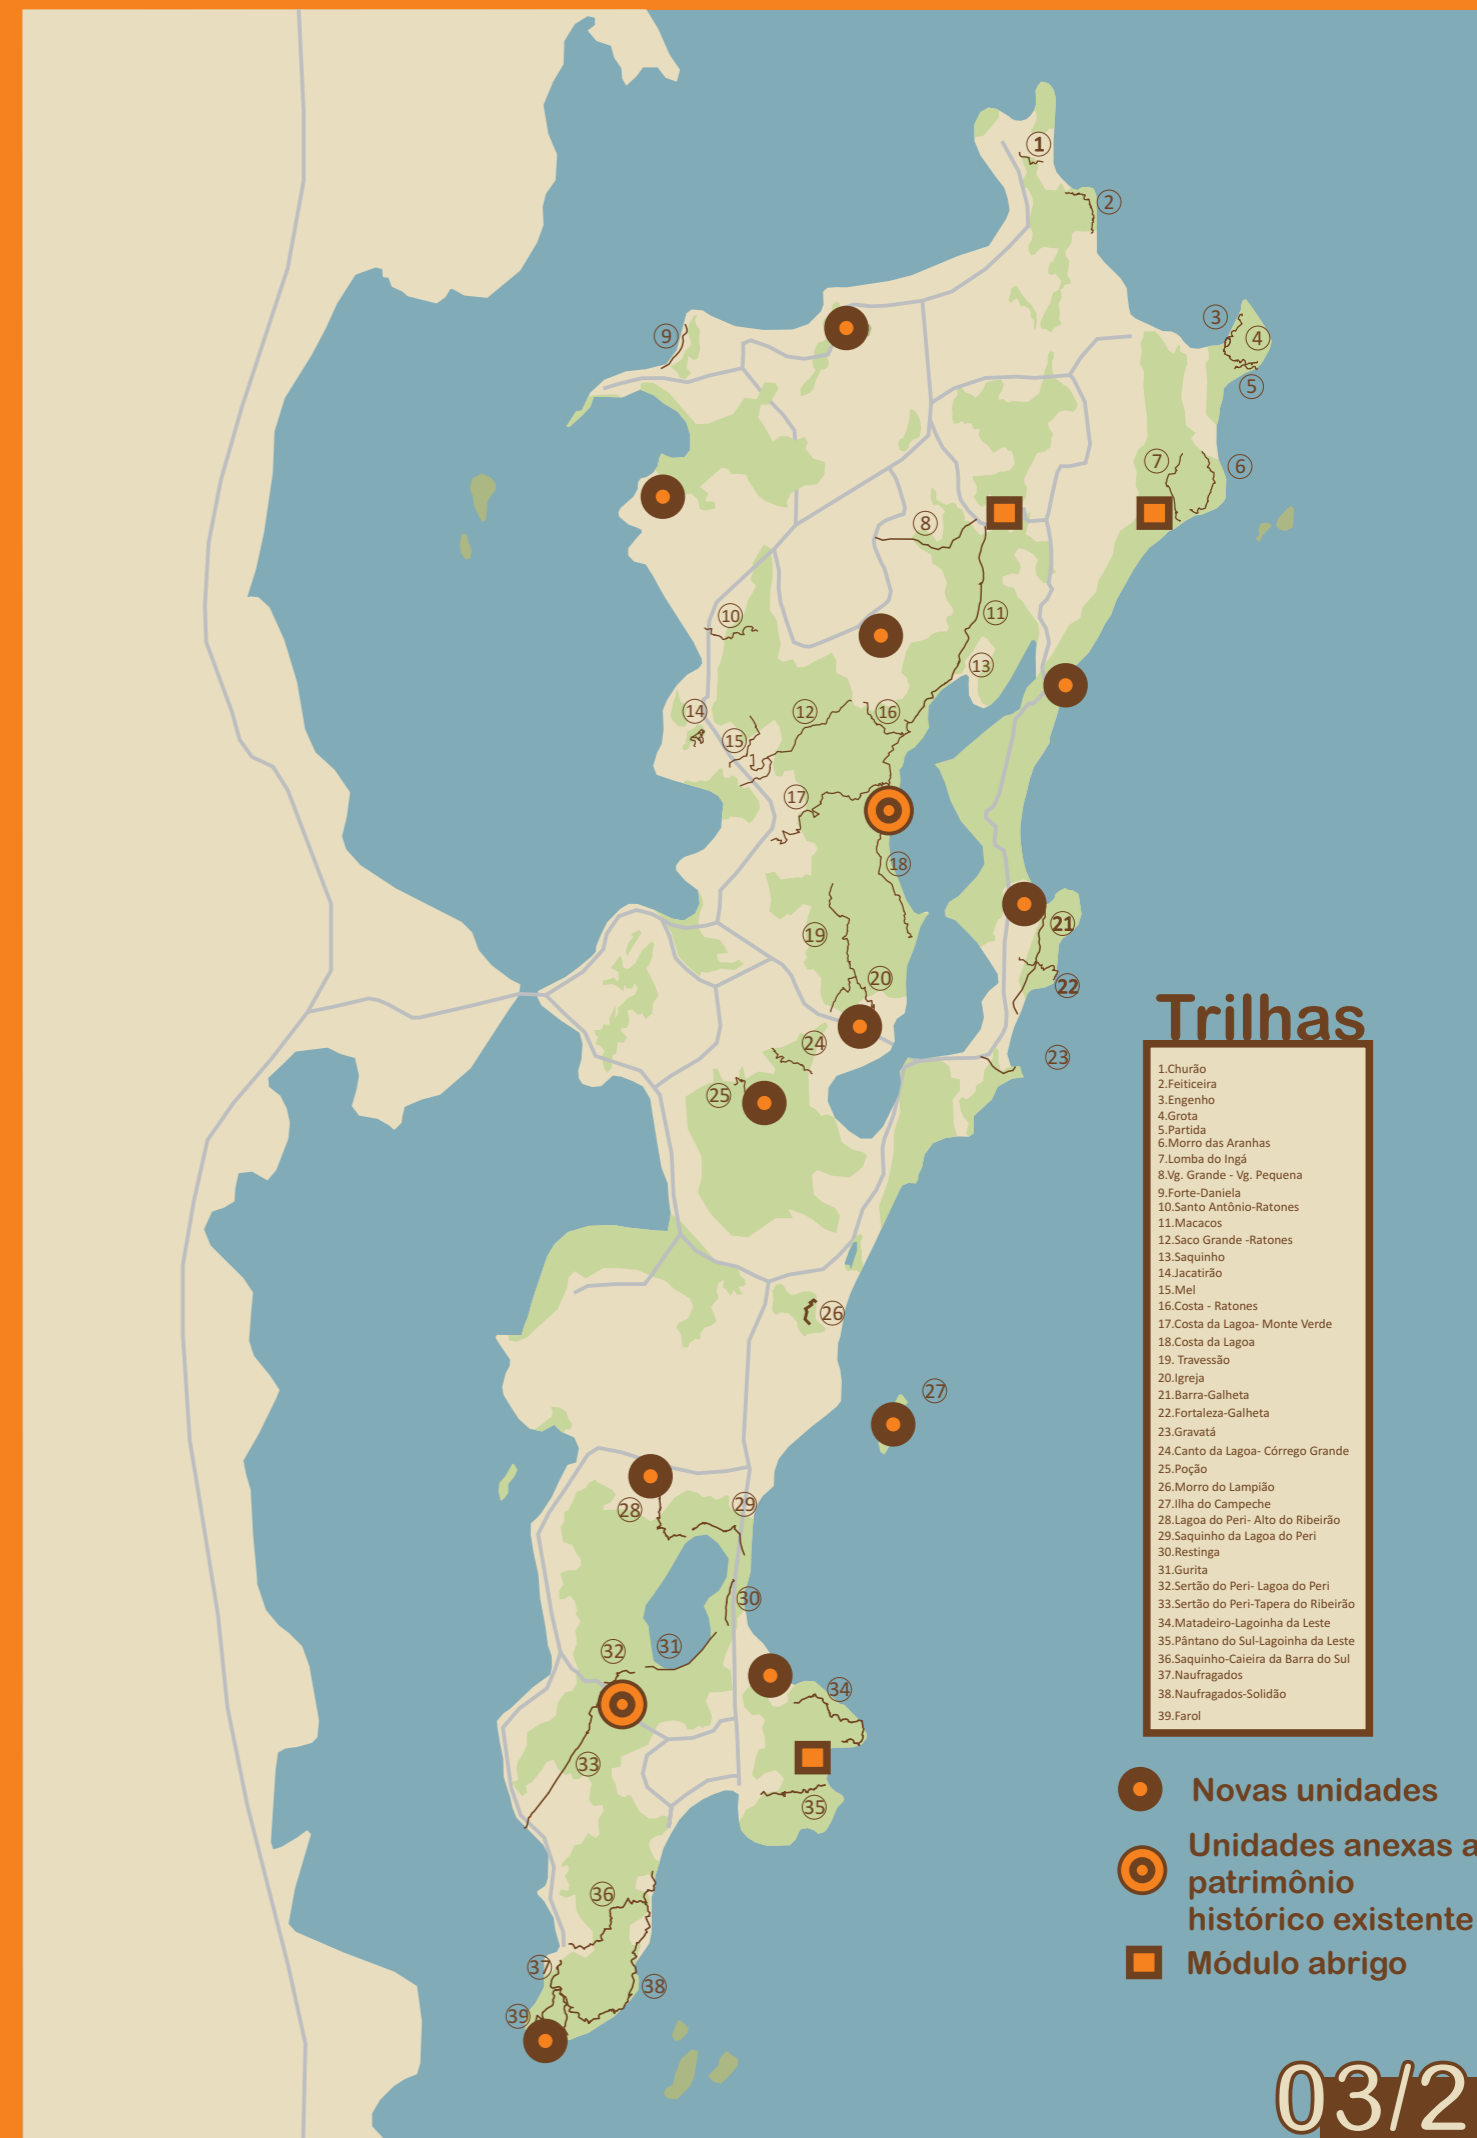 1
2
3
4
5
9
7
6
8
10
11
13
14
12
16
15
17
18
19
21
20
22
24
23
25
26
27
29
28
30
31
32
34
33
35
36
37
38
39
Trilhas
1.Churão
2.Feiticeira
3.Engenho
4.Grota
5.Partida
6.Morro das Aranhas
7.Lomba do Ingá
8.Vg. Grande - Vg. Pequena
9.Forte-Daniela
10.Santo Antônio-Ratones
11.Macacos
12.Saco Grande -Ratones
13.Saquinho
14.Jacatirão
15.Mel
16.Costa - Ratones
17.Costa da Lagoa- Monte Verde
18.Costa da Lagoa
19. Travessão
20.Igreja
21.Barra-Galheta
22.Fortaleza-Galheta
23.Gravatá
24.Canto da Lagoa- Córrego Grande
25.Poção
26.Morro do Lampião
27.Ilha do Campeche
28.Lagoa do Peri- Alto do Ribeirão
29.Saquinho da Lagoa do Peri
30.Restinga
31.Gurita
32.Sertão do Peri- Lagoa do Peri
33.Sertão do Peri-Tapera do Ribeirão
34.Matadeiro-Lagoinha da Leste
35.Pântano do Sul-Lagoinha da Leste
36.Saquinho-Caieira da Barra do Sul
37.Naufragados
38.Naufragados-Solidão
39.Farol
Novas unidades
Unidades anexas a
patrimônio
histórico existente
Módulo abrigo
03/2